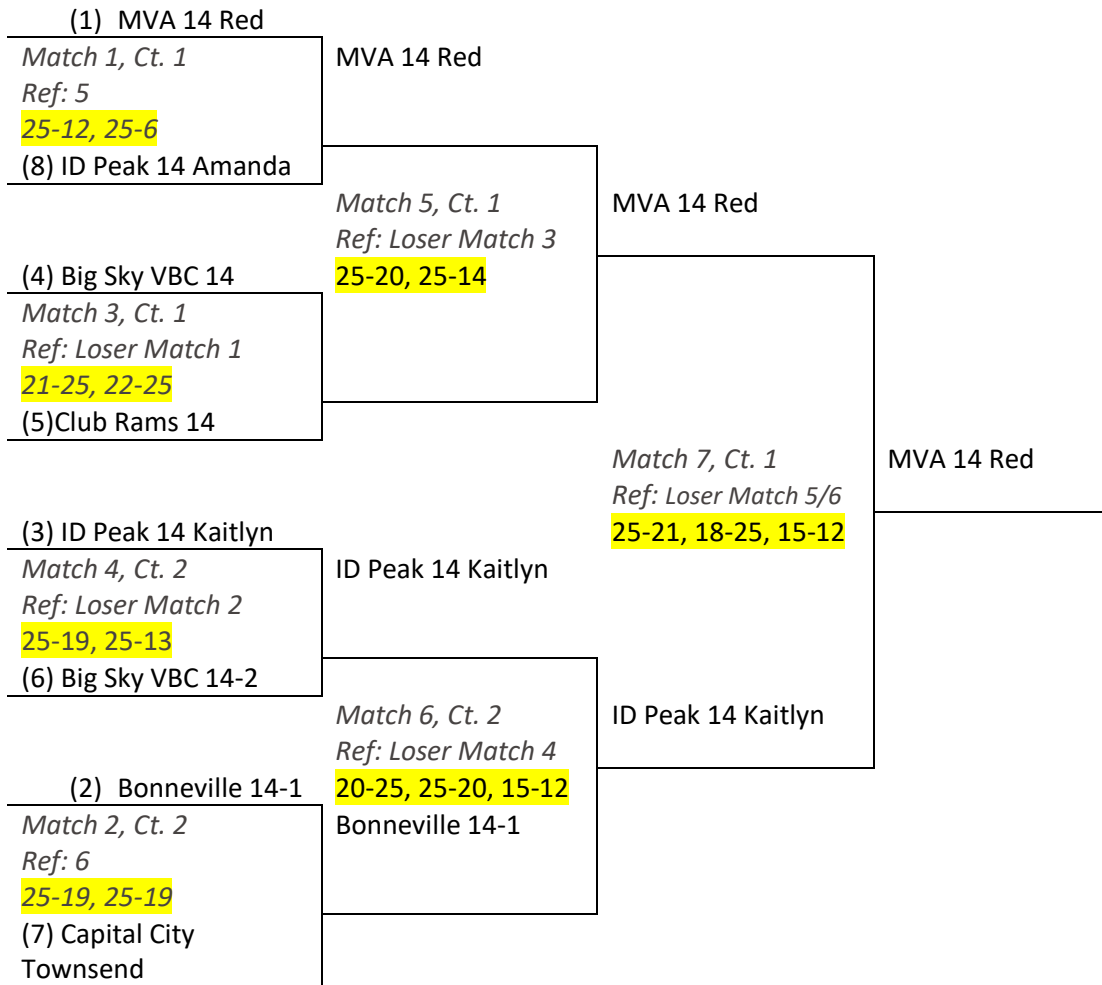 (1) MVA 14 Red
Match 1, Ct. 1
Ref: 5
25-12, 25-6
(8) ID Peak 14 Amanda
(4) Big Sky VBC 14
Match 3, Ct. 1
Ref: Loser Match 1
21-25, 22-25
(5)Club Rams 14
(3) ID Peak 14 Kaitlyn
Match 4, Ct. 2
Ref: Loser Match 2
25-19, 25-13
(6) Big Sky VBC 14-2
(2) Bonneville 14-1
Match 2, Ct. 2
Ref: 6
25-19, 25-19
(7) Capital City
Townsend
MVA 14 Red
Match 5, Ct. 1
Ref: Loser Match 3
25-20, 25-14
ID Peak 14 Kaitlyn
Match 6, Ct. 2
Ref: Loser Match 4
20-25, 25-20, 15-12
Bonneville 14-1
MVA 14 Red
Match 7, Ct. 1
Ref: Loser Match 5/6
25-21, 18-25, 15-12
ID Peak 14 Kaitlyn
MVA 14 Red